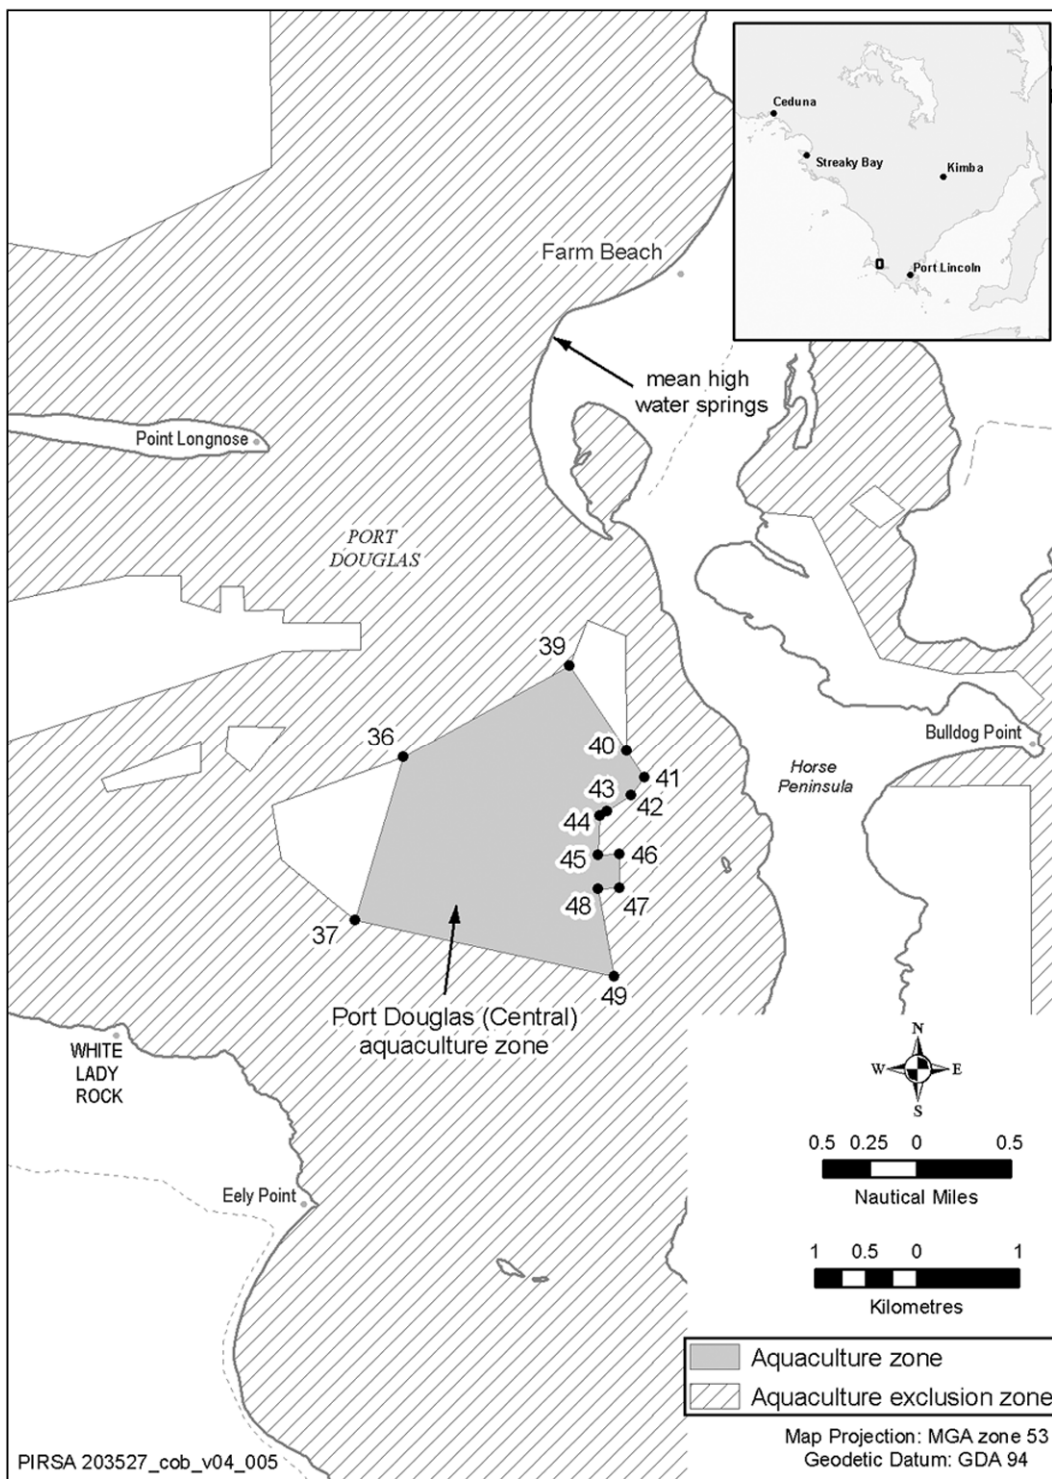 Ceduna
Streaky Bay
Kimba
Port Lincoln
Farm Beach
mean high
water springs
Point Longnose
PORT
DOUGLAS
39
36
40
41
43
42
44
45
46
48
47
37
49
Bulldog Point
Horse
Peninsula
Port Douglas (Central)
aquaculture zone
WHITE
LADY
ROCK
Eely Point
N
W
E
S
0.5 0.25 0 0.5
Nautical Miles
1 0.5 0 1
Kilometres
Aquaculture zone
Aquaculture exclusion zone
Map Projection: MGA zone 53
Geodetic Datum: GDA 94
PIRSA 203527_cob_v04_005